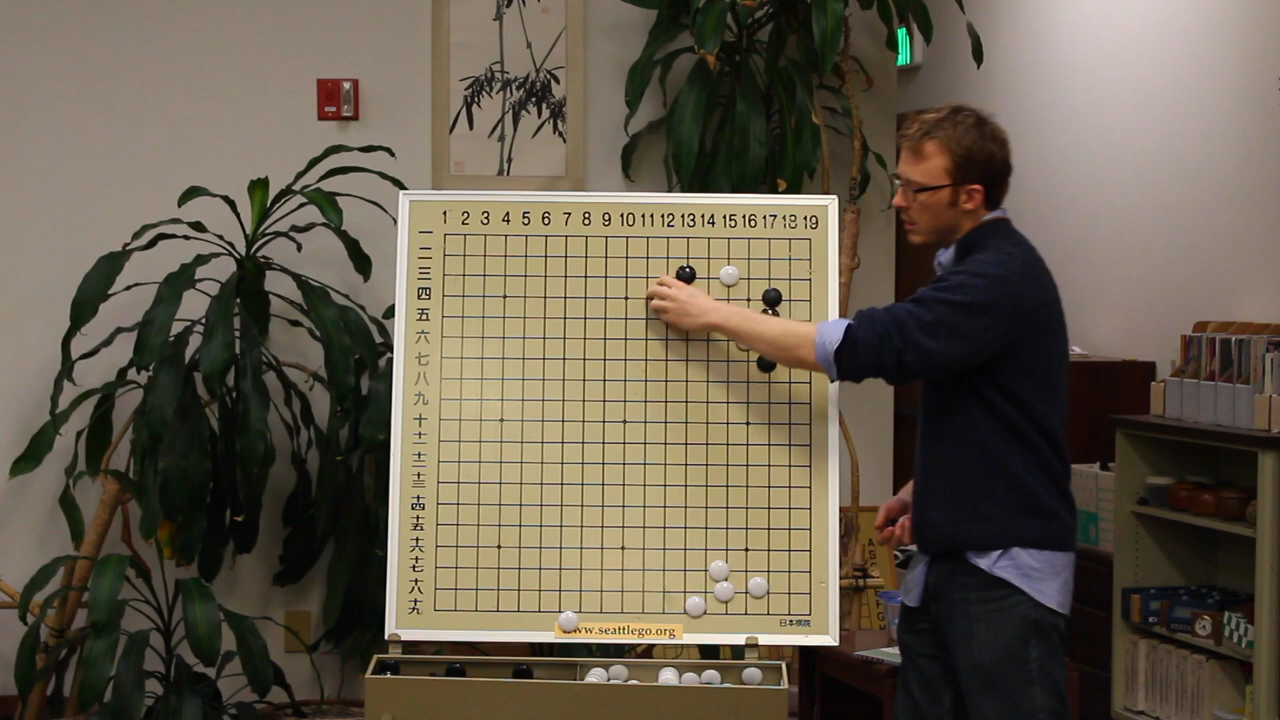 1 2 3 4 5 6 7 8 9 10 11 12 13 14 15 16 17 18 19
一
二
三
四
五
六
七
八
九
十
十一
十二
十三
十四
十五
十六
十七
十八
十九
日本棋院
www.seattlego.org